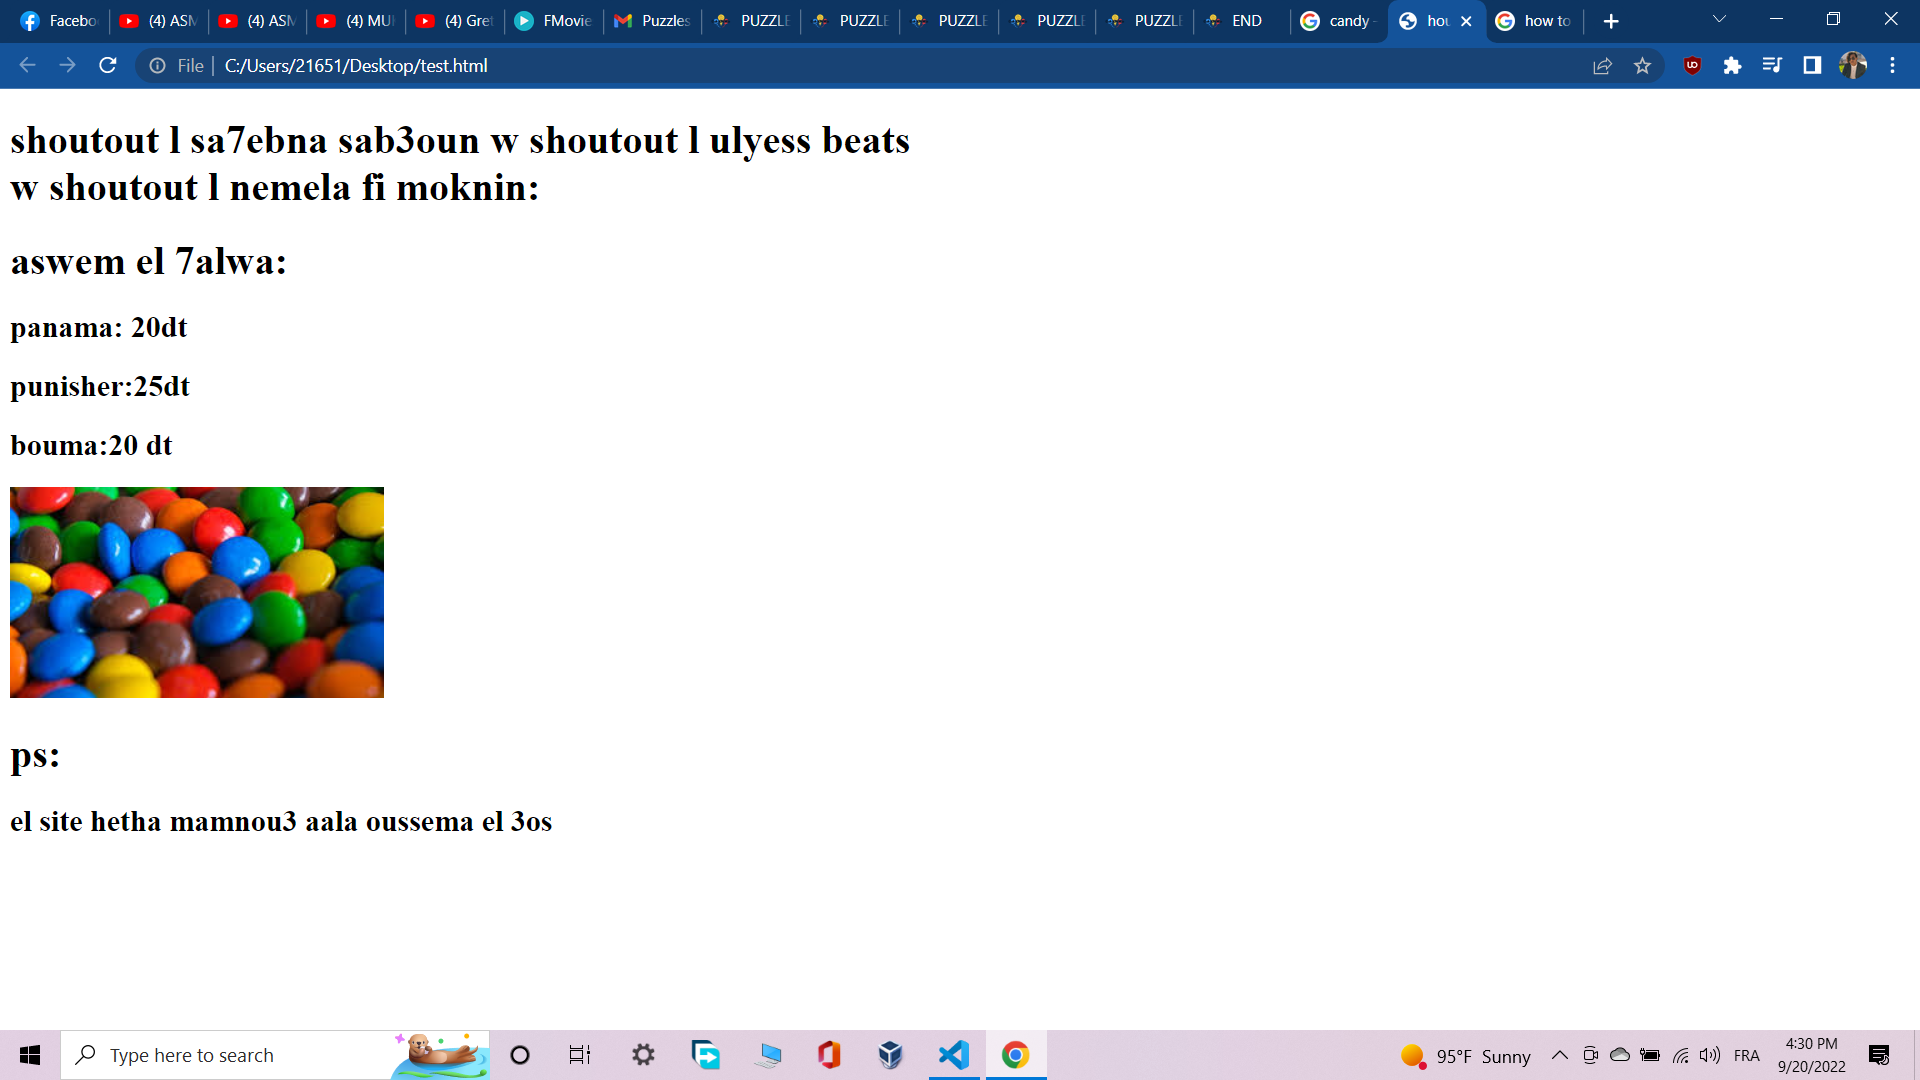 Facebo
(4) ASM
(4) ASM
(4) MUK
(4) Gret
FMovie
Puzzles
PUZZLE
PUZZLE
PUZZLE
PUZZLE
PUZZLE
END
candy -
hou
how to
File
C:/Users/21651/Desktop/test.html
shoutout l sa7ebna sab3oun w shoutout l ulyess beats
w shoutout l nemela fi moknin:
aswem el 7alwa:
panama: 20dt
punisher:25dt
bouma:20 dt
ps:
el site hetha mamnou3 aala oussema el 3os
Type here to search
95°F Sunny
FRA
4:30 PM
9/20/2022